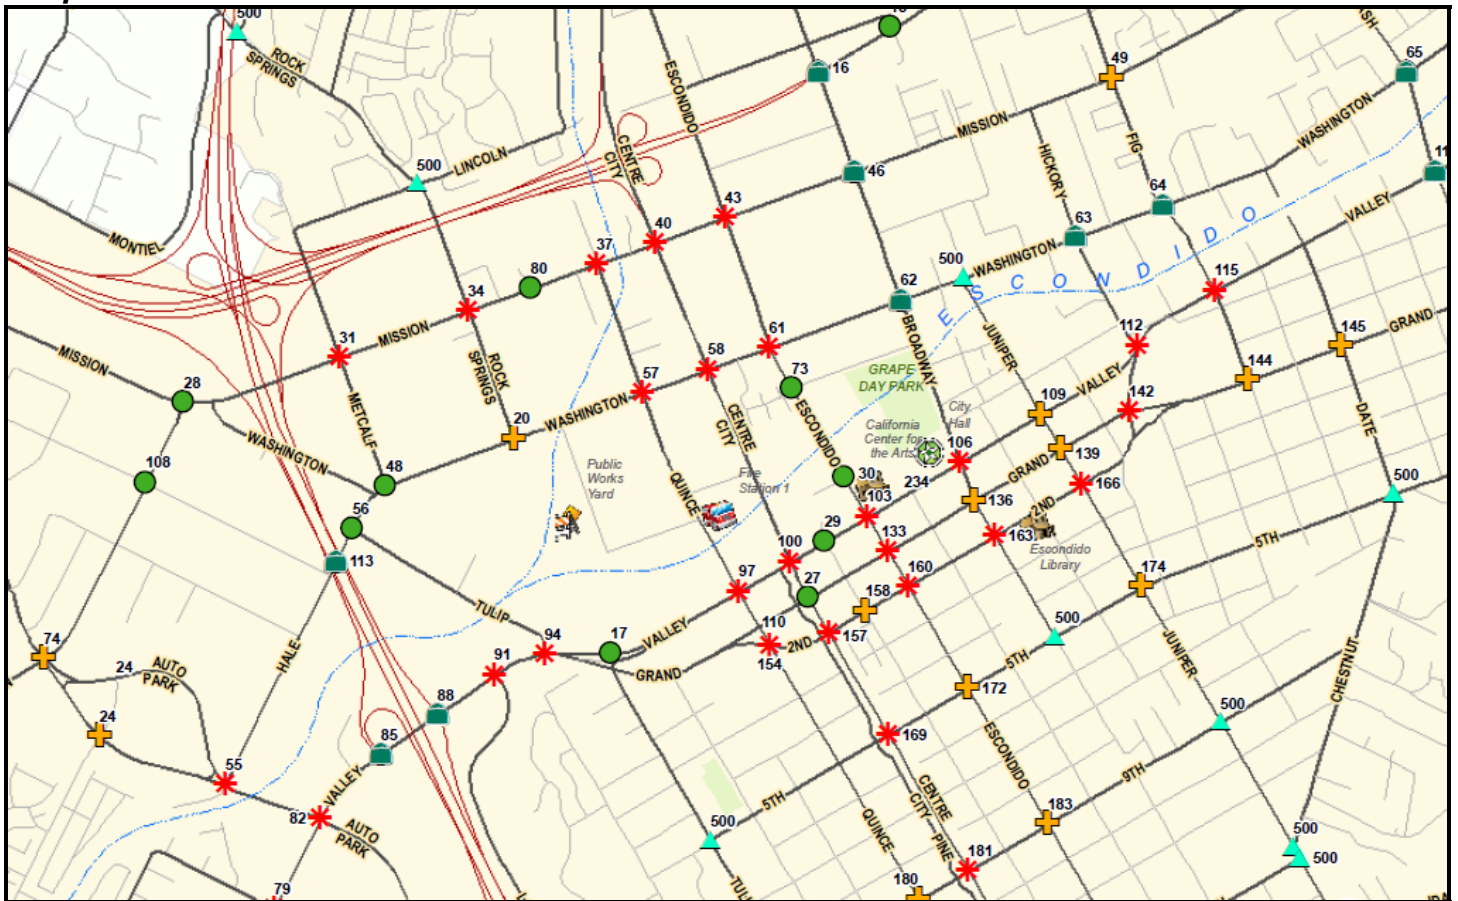 500
ROCK
SPRINGS
ESCONDIDO
16
49
65
CENTRE
CITY
MISSION
WASHINGTON
FIG
HICKORY
LINCOLN
500
46
64
43
40
63
VALLEY
MONTIEL
37
80
500
WASHINGTON
ESCONDIDO
115
34
62
31
MISSION
61
58
BROADWAY
JUNIPER
112
145
GRAND
MISSION
28
ROCK
SPRINGS
57
73
GRAPE
DAY PARK
144
METCALF
WASHINGTON
20
WASHINGTON
CENTRE
CITY
ESCONDIDO
City
Hall
California
Center for
the Arts
109
VALLEY
142
DATE
106
139
108
48
Public
Works
Yard
QUINCE
Fire
Station 1
30
234
GRAND
166
500
56
103
136
2ND
113
29
133
163
Escondido
Library
5TH
100
97
27
160
174
TULIP
158
110
500
94
17
VALLEY
2ND
157
154
GRAND
5TH
JUNIPER
CHESTNUT
74
24
AUTO
PARK
HALE
91
172
88
24
85
169
500
ESCONDIDO
55
VALLEY
82
AUTO
PARK
5TH
500
QUINCE
CENTRE
CITY
PINE
9TH
183
500
500
181
79
180